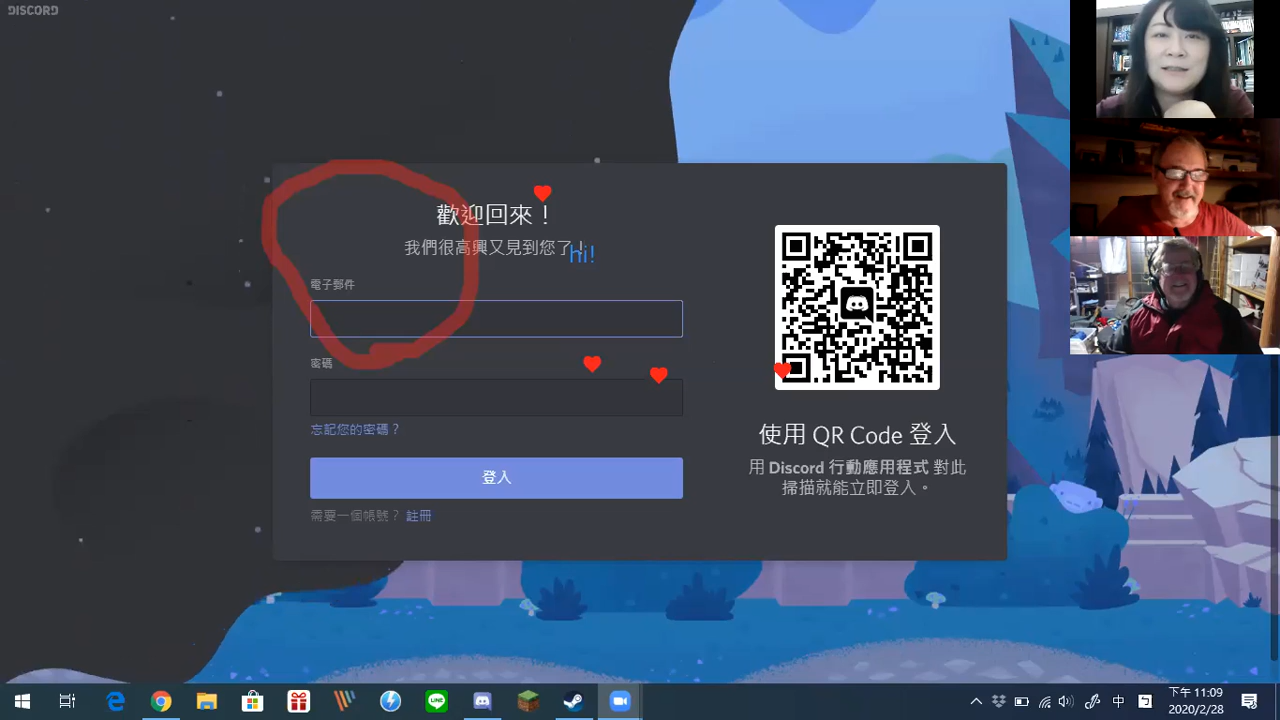 DISCORD
歡迎回來！
我們很高興又見到您了！
hi!
電子郵件
密碼
忘記您的密碼？
登入
需要一個帳號？ 註冊
使用 QR Code 登入
用 Discord 行動應用程式 對此
掃描就能立即登入。
LINE
中
下午 11:09
2020/2/28